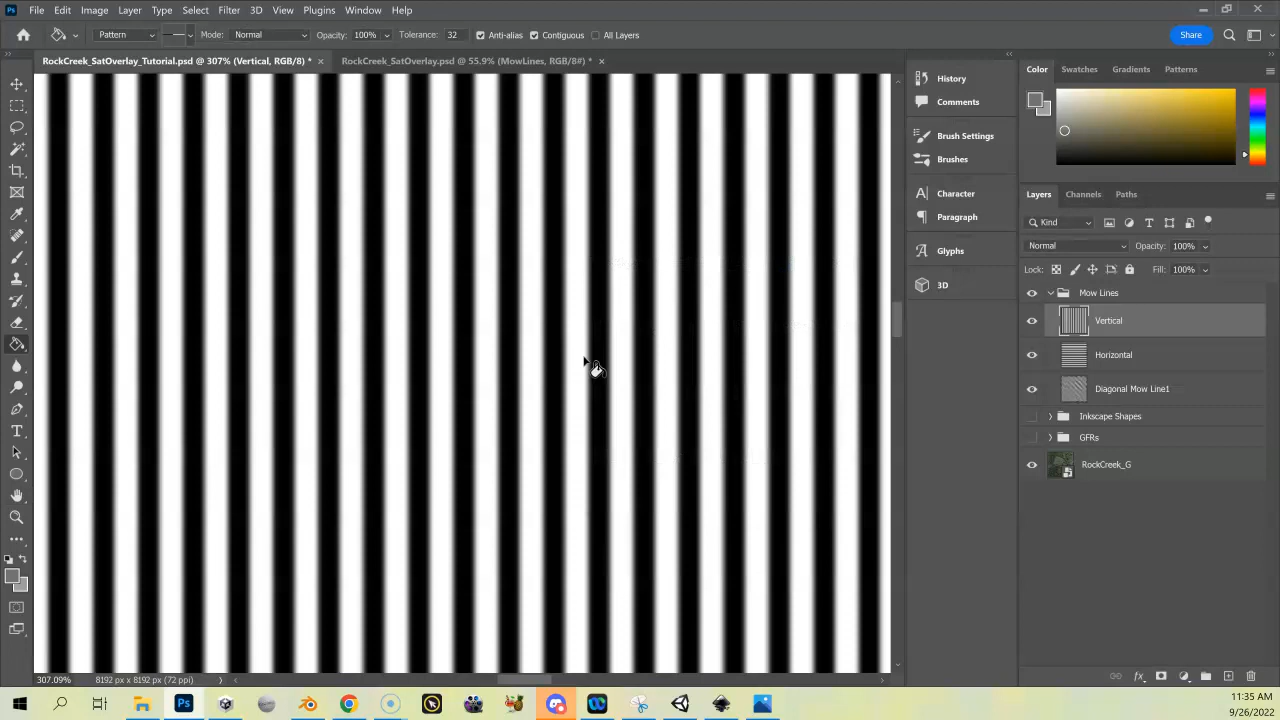 File Edit Image Layer Type Select Filter 3D View Plugins Window Help
Pattern Mode: Normal Opacity: 100% Tolerance: 32 Anti-alias Contiguous All Layers Share
RockCreek_SatOverlay_Tutorial.psd @ 307% (Vertical, RGB/8) * × RockCreek_SatOverlay.psd @ 55.9% (MowLines, RGB/8#) * ×
History
Comments
Brush Settings
Brushes
Character
Paragraph
Glyphs
3D
Color Swatches Gradients Patterns
Layers Channels Paths
Kind
Normal Opacity: 100%
Lock: Fill: 100%
Mow Lines
Vertical
Horizontal
Diagonal Mow Line1
Inkscape Shapes
GFRs
RockCreek_G
307.09% 8192 px x 8192 px (72 ppi)
11:35 AM
9/26/2022